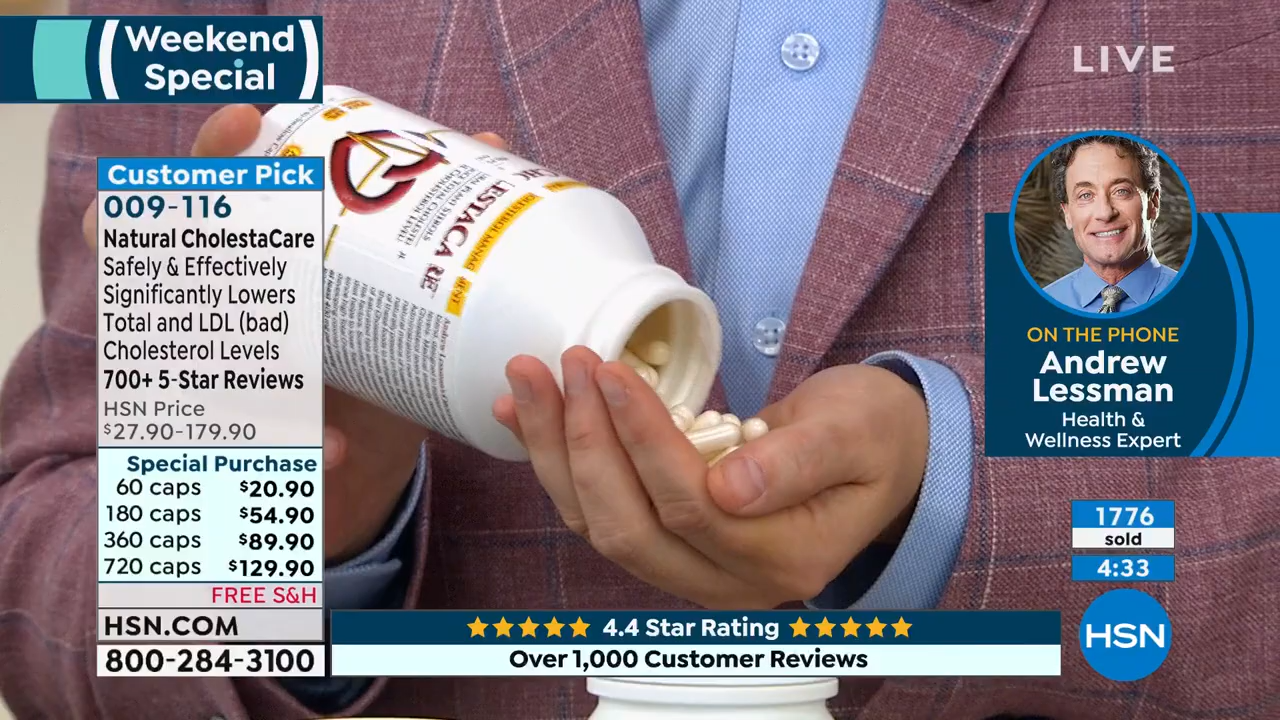 (Weekend
Special)
LIVE
Customer Pick
009-116
Natural CholestaCare
Safely & Effectively
Significantly Lowers
Total and LDL (bad)
Cholesterol Levels
700+ 5-Star Reviews
HSN Price
$27.90-179.90
Special Purchase
60 caps $20.90
180 caps $54.90
360 caps $89.90
720 caps $129.90
FREE S&H
HSN.COM
800-284-3100
ON THE PHONE
Andrew
Lessman
Health &
Wellness Expert
1776
sold
4:33
HSN
4.4 Star Rating
Over 1,000 Customer Reviews